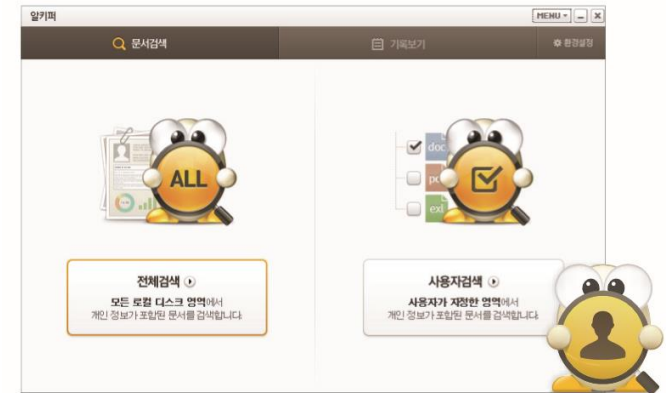 알키퍼
MENU
문서검색
기록보기
환경설정
ALL
doc
exl
전체검색
모든 로컬 디스크 영역에서
개인 정보가 포함된 문서를 검색합니다.
사용자검색
사용자가 지정한 영역에서
개인 정보가 포함된 문서를 검색합니다.